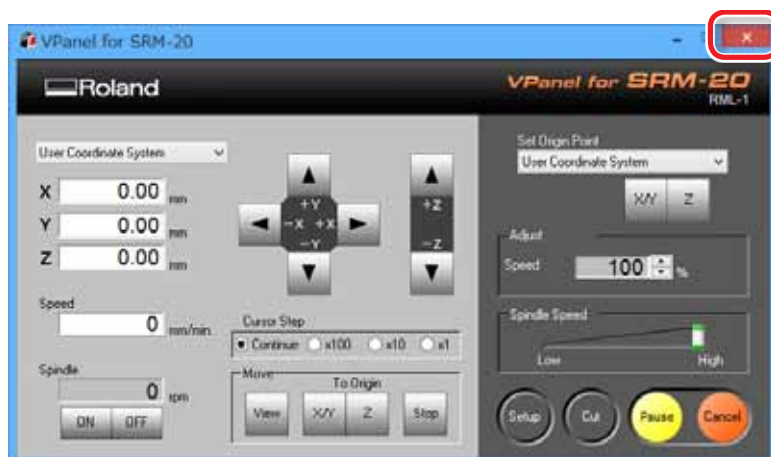 VPanel for SRM-20
Roland
VPanel for SRM-20
RML-1
User Coordinate System
X 0.00 mm
Y 0.00 mm
Z 0.00 mm
Speed
0 mm/min
Spindle
0 rpm
ON OFF
+Y
-X +X
-Y
+Z
-Z
Cursor Step
Continue x100 x10 x1
Move
To Origin
View X/Y Z Stop
Set Origin Point
User Coordinate System
X/Y Z
Adjust
Speed 100 %
Spindle Speed
Low High
Setup Cut Pause Cancel